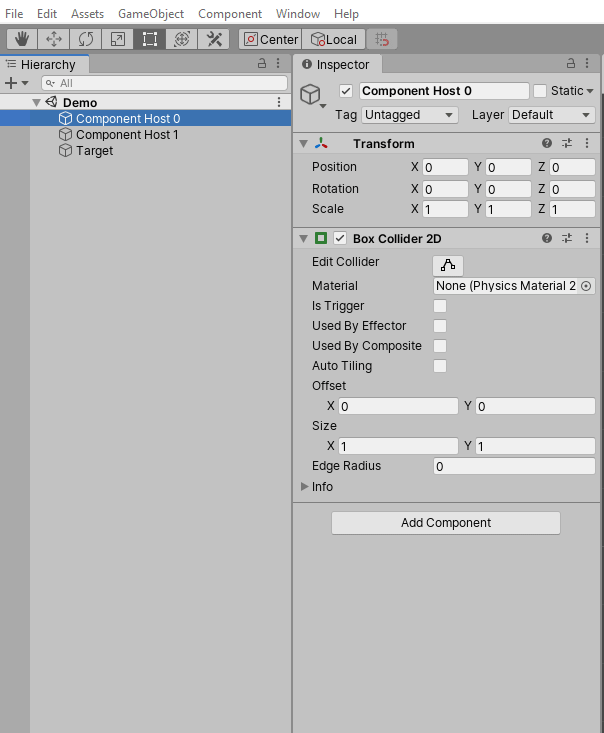 File Edit Assets GameObject Component Window Help
Center Local
Hierarchy
All
Demo
Component Host 0
Component Host 1
Target
Inspector
Component Host 0 Static
Tag Untagged Layer Default
Transform
Position X 0 Y 0 Z 0
Rotation X 0 Y 0 Z 0
Scale X 1 Y 1 Z 1
Box Collider 2D
Edit Collider
Material None (Physics Material 2
Is Trigger
Used By Effector
Used By Composite
Auto Tiling
Offset
X 0 Y 0
Size
X 1 Y 1
Edge Radius 0
Info
Add Component